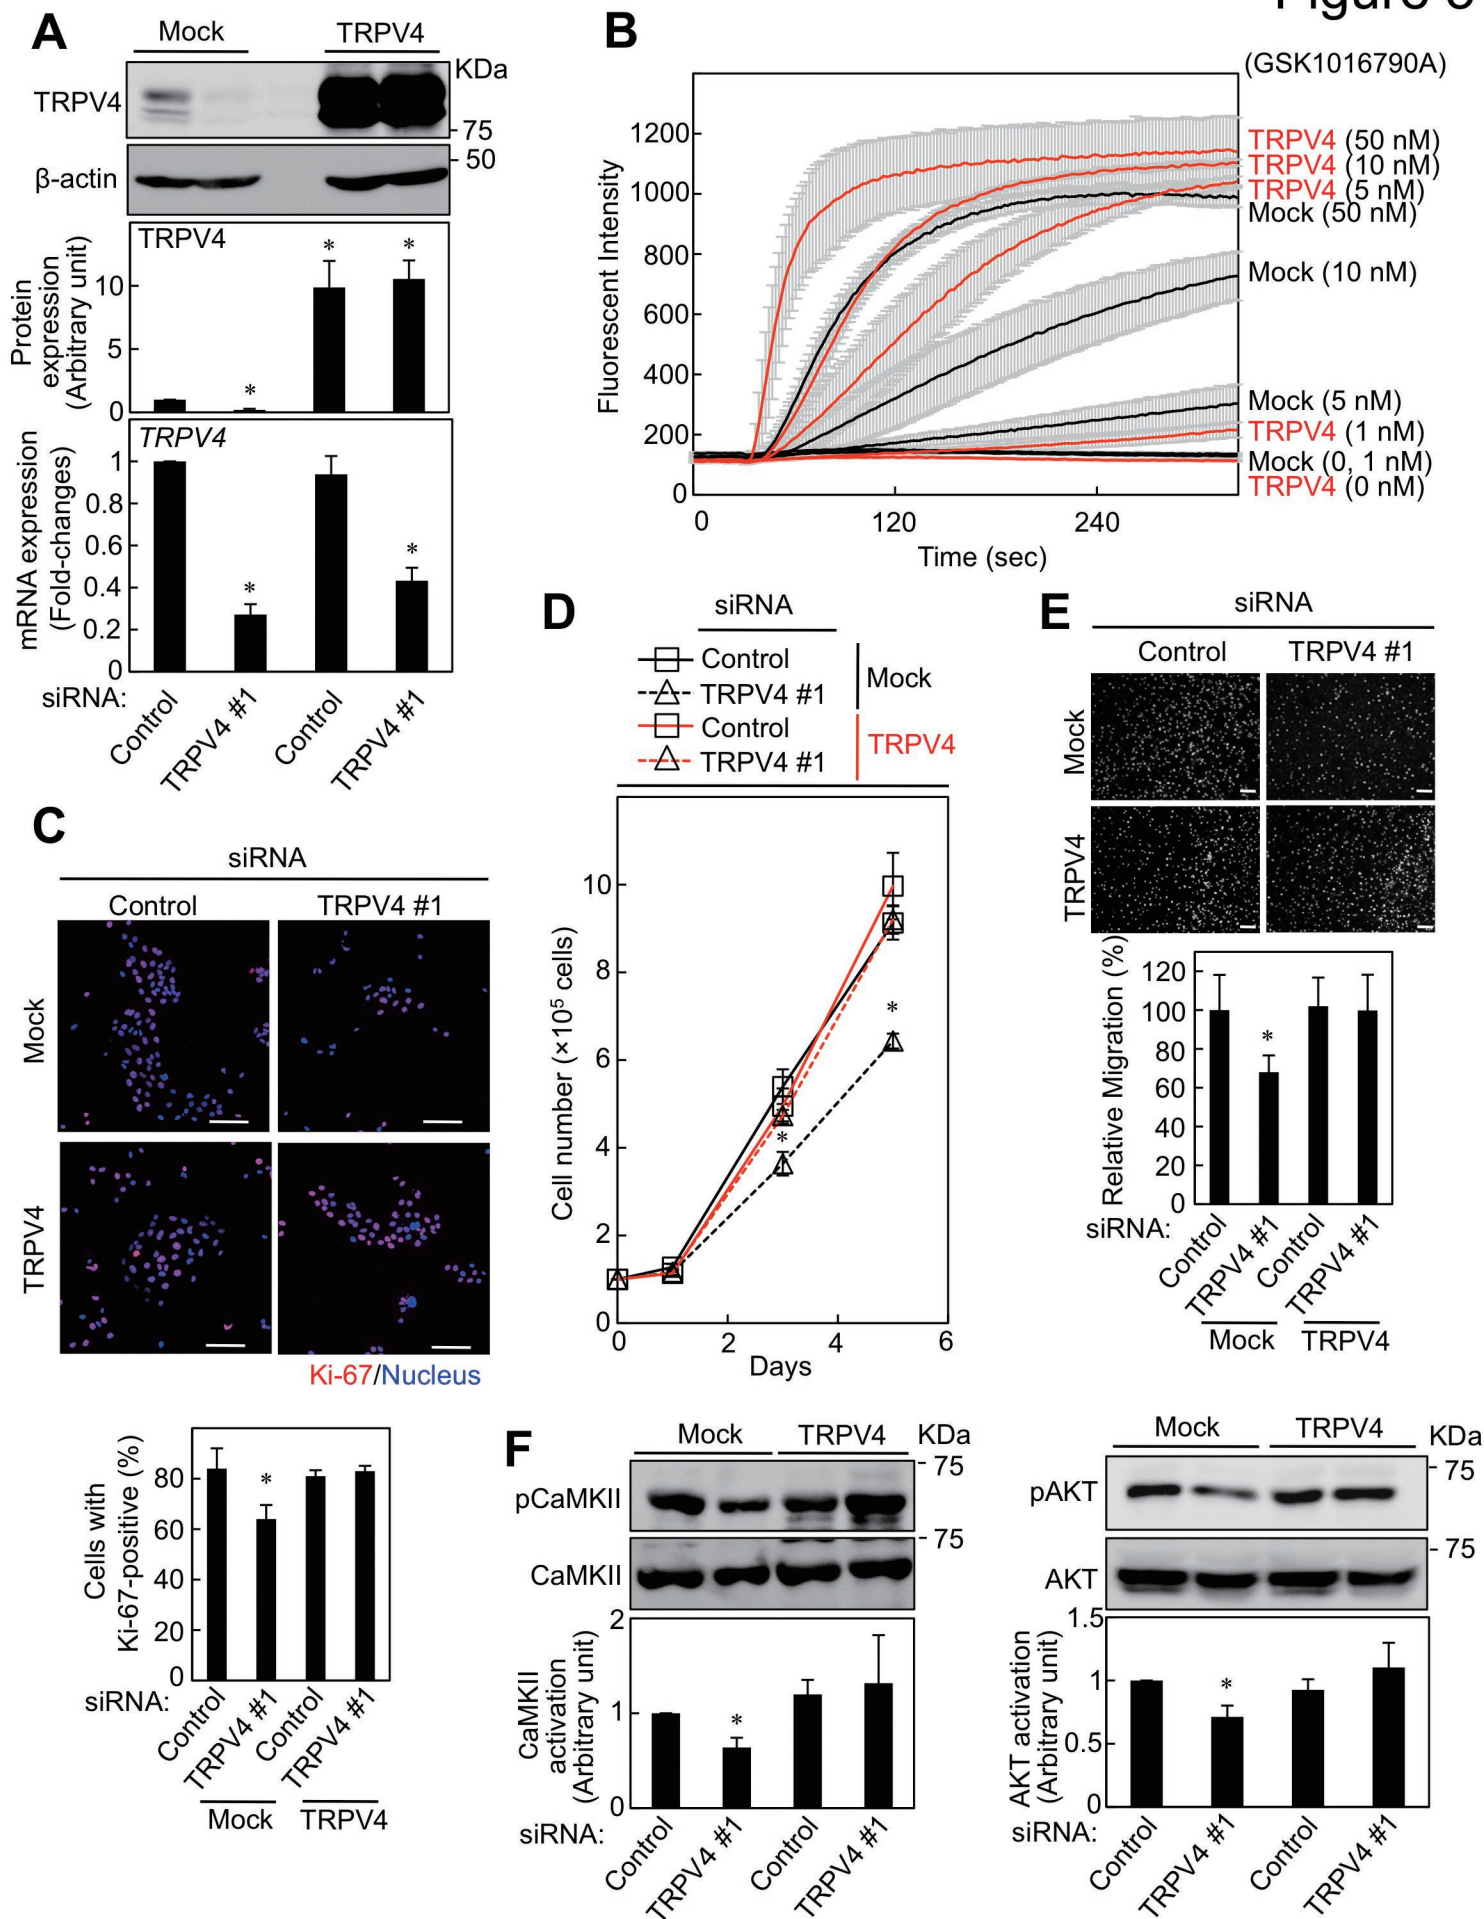 Figure
A
Mock
TRPV4
KDa
TRPV4
75
50
β-actin
TRPV4
Protein
expression
(Arbitrary unit)
10
5
0
*
*
*
TRPV4
mRNA expression
(Fold-changes)
1
0.8
0.6
0.4
0.2
0
*
*
siRNA:
Control
TRPV4 #1
Control
TRPV4 #1
B
(GSK1016790A)
Fluorescent Intensity
1200
1000
800
600
400
200
0
0
120
240
Time (sec)
TRPV4 (50 nM)
TRPV4 (10 nM)
TRPV4 (5 nM)
Mock (50 nM)
Mock (10 nM)
Mock (5 nM)
TRPV4 (1 nM)
Mock (0, 1 nM)
TRPV4 (0 nM)
C
siRNA
Control
TRPV4 #1
Mock
TRPV4
Ki-67/Nucleus
Cells with
Ki-67-positive (%)
80
60
40
20
0
*
siRNA:
Control
TRPV4 #1
Control
TRPV4 #1
Mock
TRPV4
D
siRNA
Control
TRPV4 #1
Mock
Control
TRPV4 #1
TRPV4
Cell number (×10⁵ cells)
10
8
6
4
2
0
*
*
0
2
4
6
Days
E
siRNA
Control
TRPV4 #1
Mock
TRPV4
Relative Migration (%)
120
100
80
60
40
20
0
*
siRNA:
Control
TRPV4 #1
Control
TRPV4 #1
Mock
TRPV4
F
Mock
TRPV4
KDa
pCaMKII
75
CaMKII
75
CaMKII
activation
(Arbitrary unit)
2
1
0
*
siRNA:
Control
TRPV4 #1
Control
TRPV4 #1
Mock
TRPV4
KDa
pAKT
75
AKT
75
AKT activation
(Arbitrary unit)
1.5
1
0.5
0
*
siRNA:
Control
TRPV4 #1
Control
TRPV4 #1